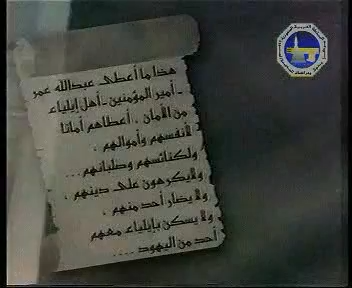 هذا ما أعطى عبدالله عمر
- أمير المؤمنين - أهل إيلياء
من الأمان ، أعطاهم أمانا
لأنفسهم وأموالهم ،
ولكنائسهم وصلبانهم ...
ولا يكرهون على دينهم ،
ولا يضار أحد منهم ،
ولا يسكن بإيلياء معهم
أحد من اليهود ....